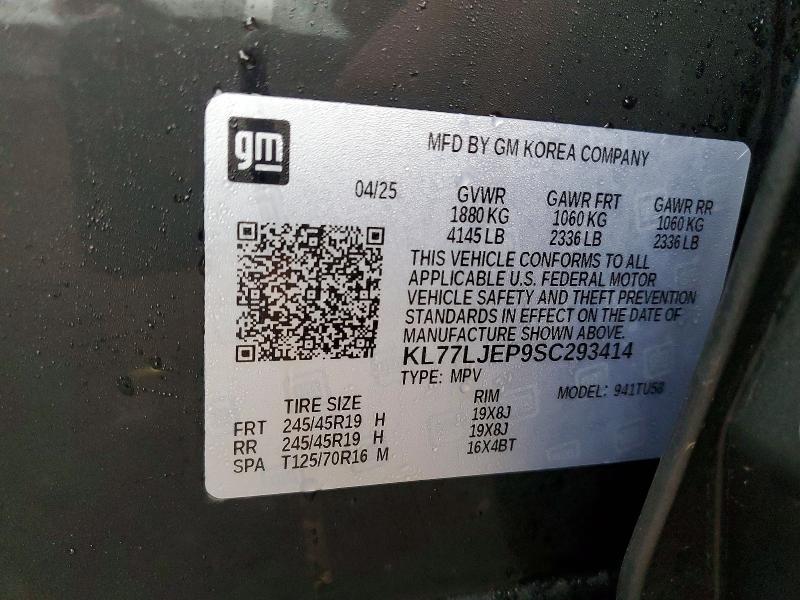 gm
MFD BY GM KOREA COMPANY
04/25 GVWR GAWR FRT GAWR RR
1880 KG 1060 KG 1060 KG
4145 LB 2336 LB 2336 LB
THIS VEHICLE CONFORMS TO ALL
APPLICABLE U.S. FEDERAL MOTOR
VEHICLE SAFETY AND THEFT PREVENTION
STANDARDS IN EFFECT ON THE DATE OF
MANUFACTURE SHOWN ABOVE.
KL77LJEP9SC293414
TYPE: MPV MODEL: 941TU58
TIRE SIZE RIM
FRT 245/45R19 H 19X8J
RR 245/45R19 H 19X8J
SPA T125/70R16 M 16X4BT